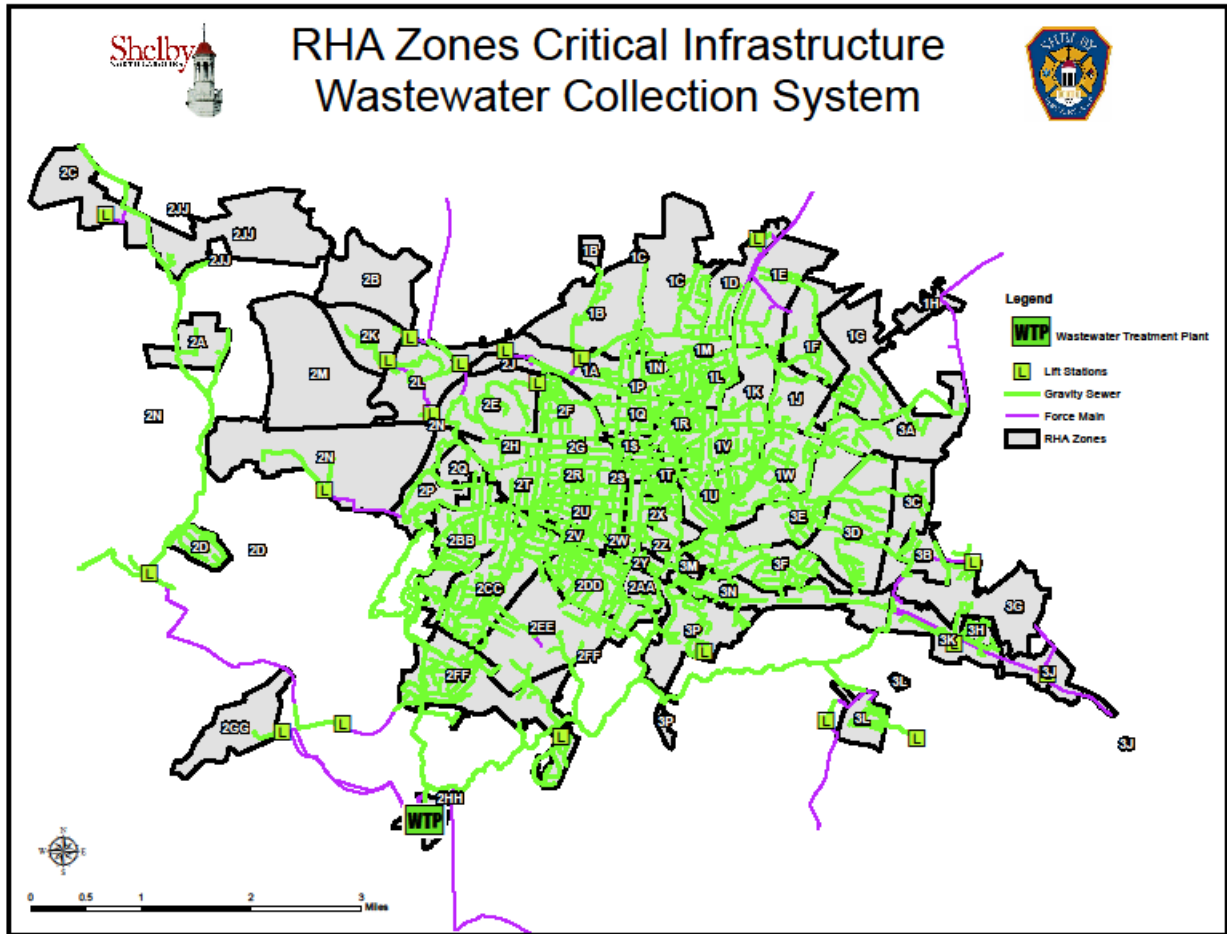 Shelby
NORTH CAROLINA
RHA Zones Critical Infrastructure
Wastewater Collection System
SHELBY
2C
L
2JJ
2JJ
2JJ
2B
1B
1C
L
1C
1D
1E
1H
1B
2A
2K
L
L
L
L
2J
L
1A
1M
1F
1G
2M
2L
L
1N
1P
1L
1K
1J
2N
L
2N
2E
2F
1Q
1R
3A
2N
L
2H
2G
1S
1V
2Q
2P
2T
2R
2S
1T
1W
1U
3C
2U
2X
3E
3D
2D
2D
L
2BB
2V
2W
2Z
2Y
3M
3F
3B
L
2CC
2DD
2AA
3N
3G
2EE
3P
L
3H
3K
L
2FF
2FF
3L
3J
L
2GG
L
L
3P
L
3L
L
L
3J
2HH
WTP
Legend
WTP Wastewater Treatment Plant
L Lift Stations
Gravity Sewer
Force Main
RHA Zones
N
W E
S
0 0.5 1 2 3
Miles